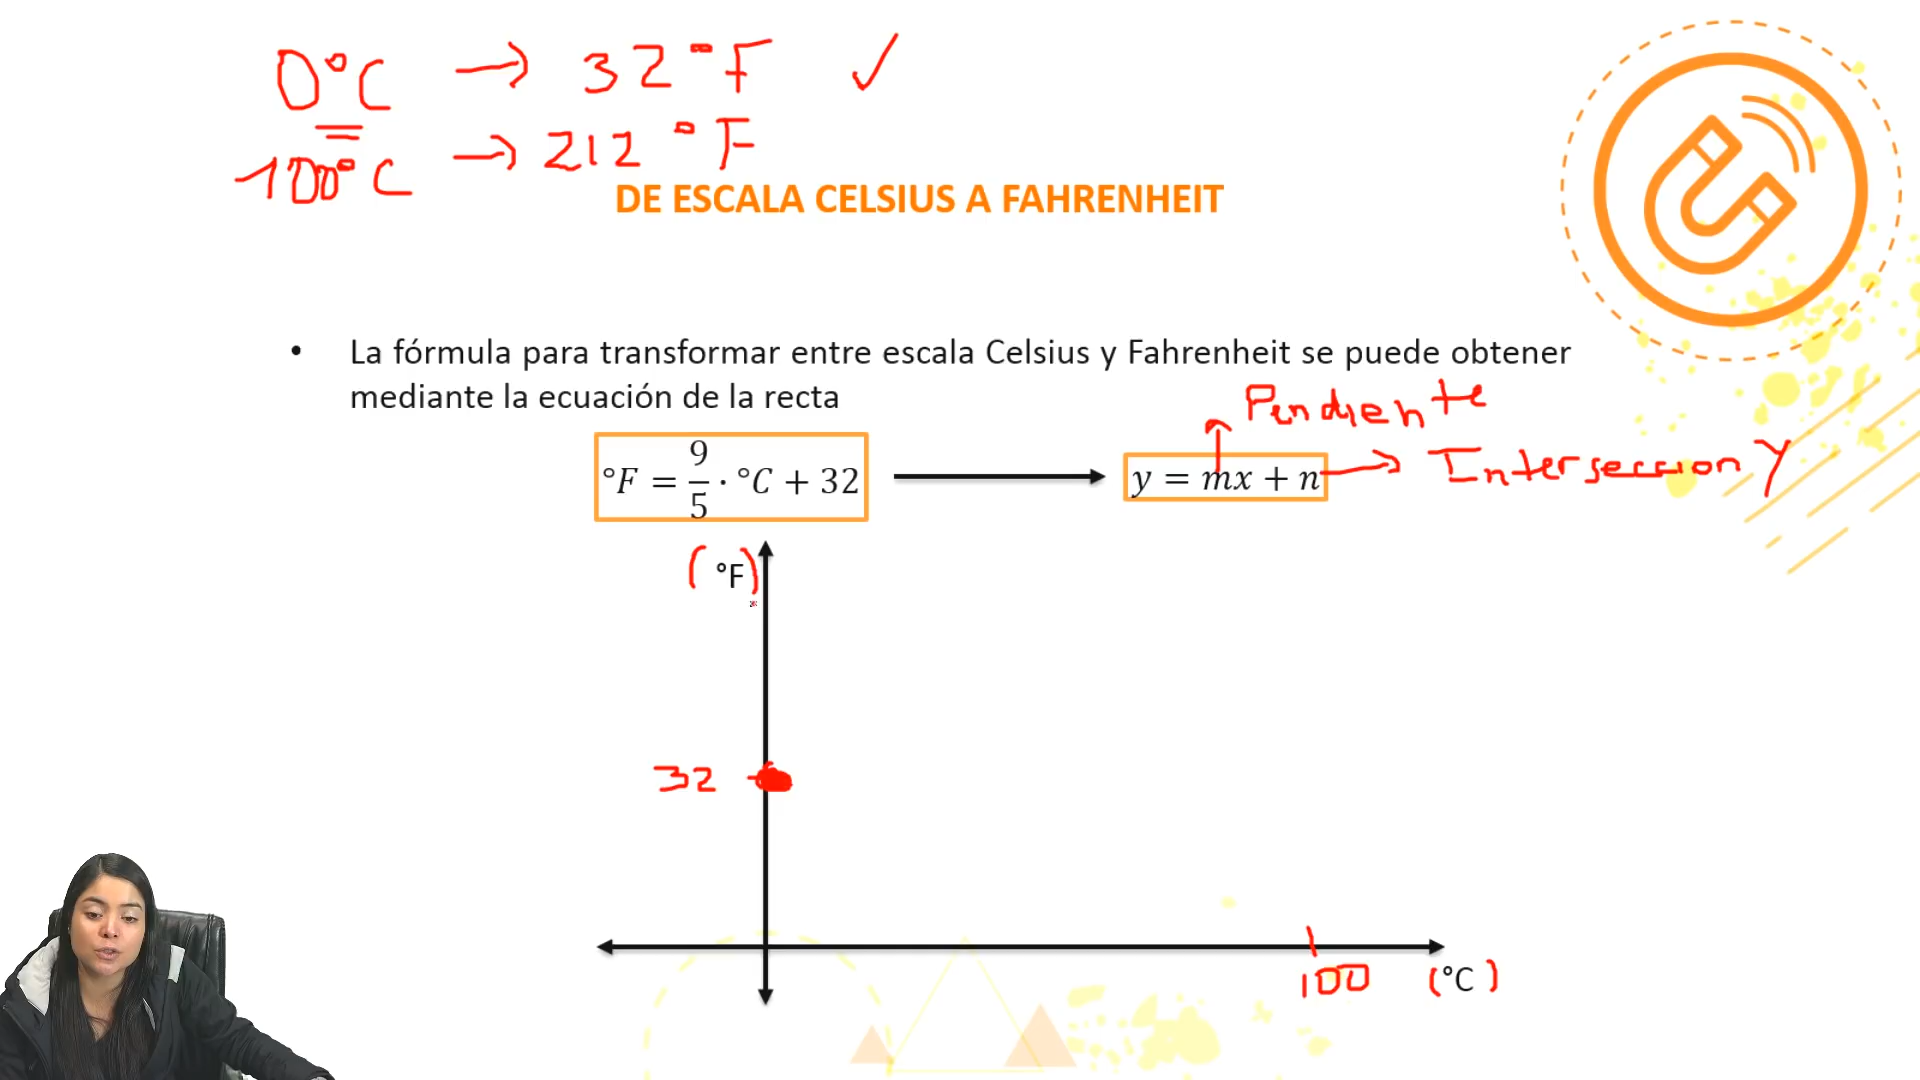 0°C → 32°F ✓
100°C → 212°F
DE ESCALA CELSIUS A FAHRENHEIT
• La fórmula para transformar entre escala Celsius y Fahrenheit se puede obtener
mediante la ecuación de la recta
Pendiente
°F = 9/5 · °C + 32
y = mx + n → Intersección Y
(°F)
32
100 (°C)